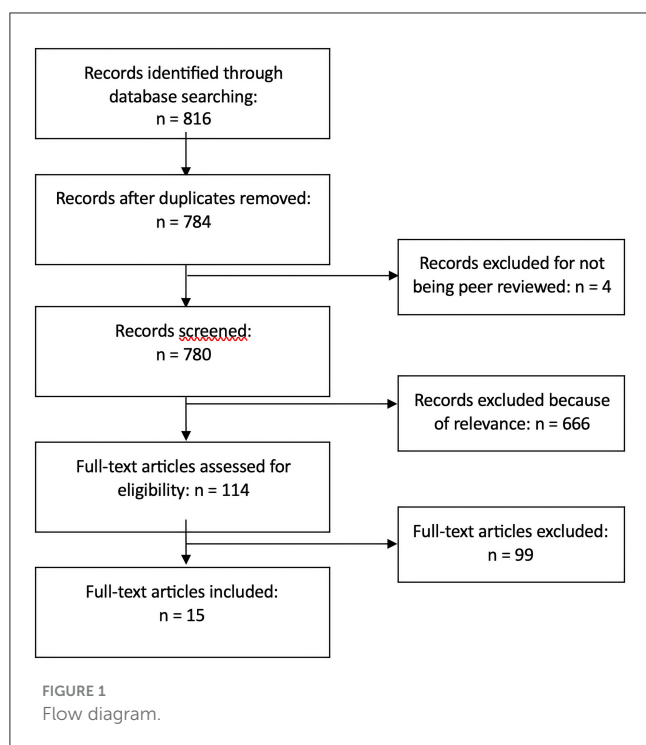 Records identified through
database searching:
n = 816
Records after duplicates removed:
n = 784
Records excluded for not
being peer reviewed: n = 4
Records screened:
n = 780
Records excluded because
of relevance: n = 666
Full-text articles assessed for
eligibility: n = 114
Full-text articles excluded:
n = 99
Full-text articles included:
n = 15
FIGURE 1
Flow diagram.